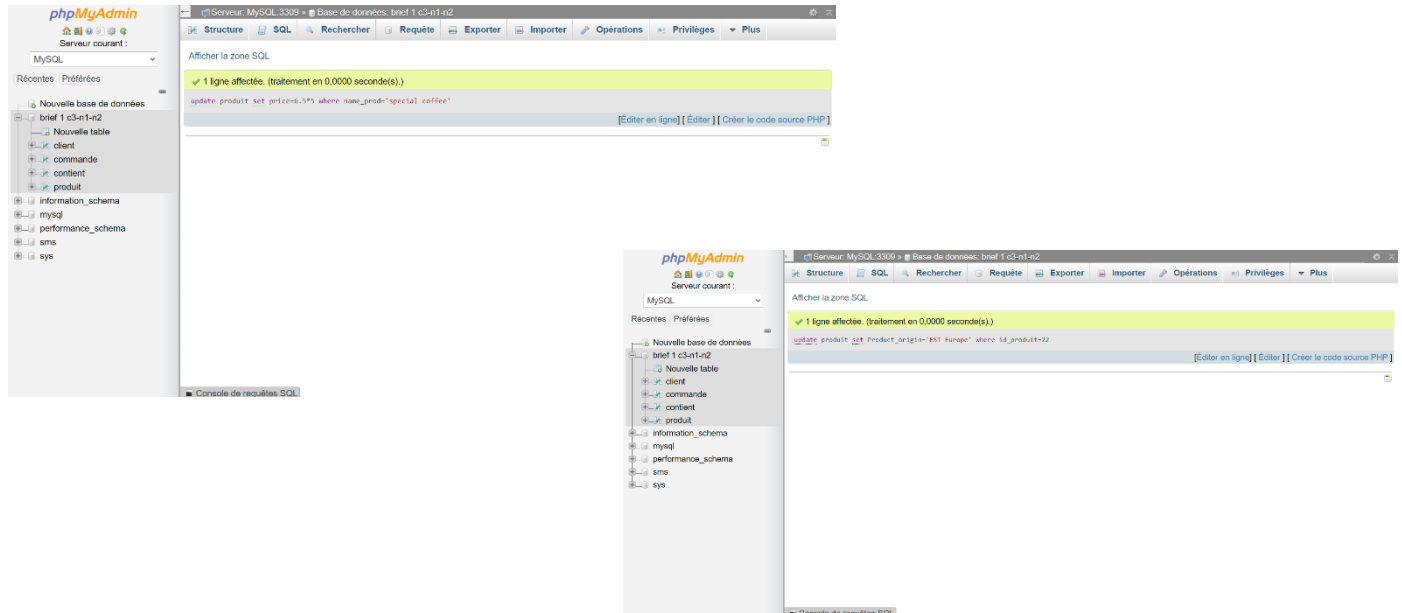 phpMyAdmin
Serveur courant :
MySQL
Récentes Préférées
Nouvelle base de données
brief 1 c3-n1-n2
Nouvelle table
client
commande
contient
produit
information_schema
mysql
performance_schema
sms
sys
Serveur: MySQL:3309 » Base de données: brief 1 c3-n1-n2
Structure SQL Rechercher Requête Exporter Importer Opérations Privilèges Plus
Afficher la zone SQL
1 ligne affectée. (traitement en 0,0000 seconde(s).)
update produit set price=6.5*5 where name_prod='special coffee'
[Éditer en ligne] [ Éditer ] [ Créer le code source PHP ]
Console de requêtes SQL
phpMyAdmin
Serveur courant :
MySQL
Récentes Préférées
Nouvelle base de données
brief 1 c3-n1-n2
Nouvelle table
client
commande
contient
produit
information_schema
mysql
performance_schema
sms
sys
Serveur: MySQL:3309 » Base de données: brief 1 c3-n1-n2
Structure SQL Rechercher Requête Exporter Importer Opérations Privilèges Plus
Afficher la zone SQL
1 ligne affectée. (traitement en 0,0000 seconde(s).)
update produit set Product_origin='EST Europe' where id_produit=22
[Éditer en ligne] [ Éditer ] [ Créer le code source PHP ]
Console de requêtes SQL